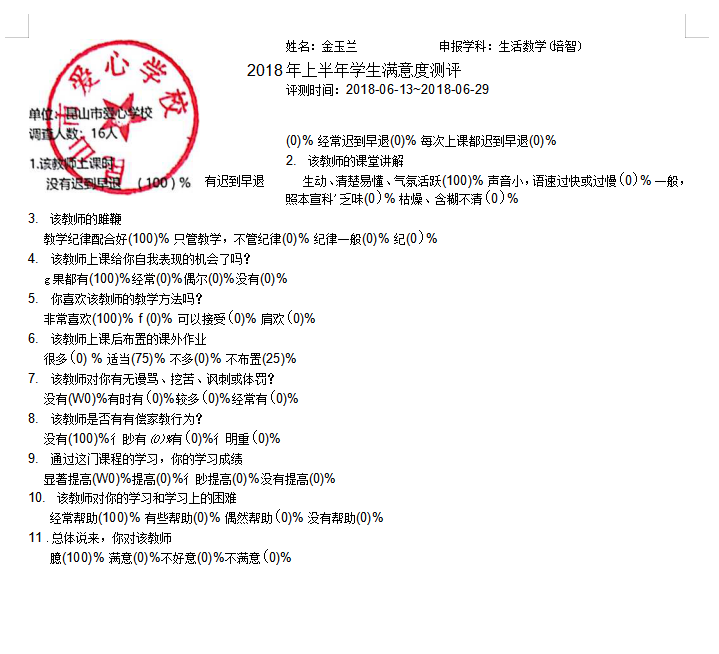 姓名：金玉兰 申报学科：生活数学(培智）
2018 年上半年学生满意度测评
评测时间：2018-06-13~2018-06-29
爱心学校
单位：昆山市爱心学校
调查人数：16人
(0)% 经常迟到早退(0)% 每次上课都迟到早退(0)%
1.该教师上课时
没有迟到早退 （ 100 ）% 有迟到早退
2. 该教师的课堂讲解
生动、清楚易懂、气氛活跃(100)% 声音小，语速过快或过慢（0）% 一般，
照本宣科′乏味(0）% 枯燥、含糊不清（0）%
3. 该教师的雎鞭
教学纪律配合好(100)% 只管教学，不管纪律(0)% 纪律一般(0)% 纪(0）%
4. 该教师上课给你自我表现的机会了吗？
g 果都有(100)%经常(0)%偶尔(0)%没有(0)%
5. 你喜欢该教师的教学方法吗？
非常喜欢(100)% f (0)% 可以接受（0)% 肩欢（0)%
6. 该教师上课后布置的课外作业
很多（0) % 适当(75)% 不多(0)% 不布置(25)%
7. 该教师对你有无谩骂、挖苦、讽刺或体罚？
没有(W0)%有时有（0)%较多（0)%经常有（0)%
8. 该教师是否有有偿家教行为？
没有(100)%彳眇有 (0)%有（0)%彳明重（0)%
9. 通过这门课程的学习，你的学习成绩
显著提高(W0)%提高(0)%彳眇提高(0)%没有提高(0)%
10. 该教师对你的学习和学习上的困难
经常帮助(100)% 有些帮助(0)% 偶然帮助（0)% 没有帮助(0)%
11 .总体说来，你对该教师
臆(100)% 满意(0)%不好意(0)%不满意（0)%